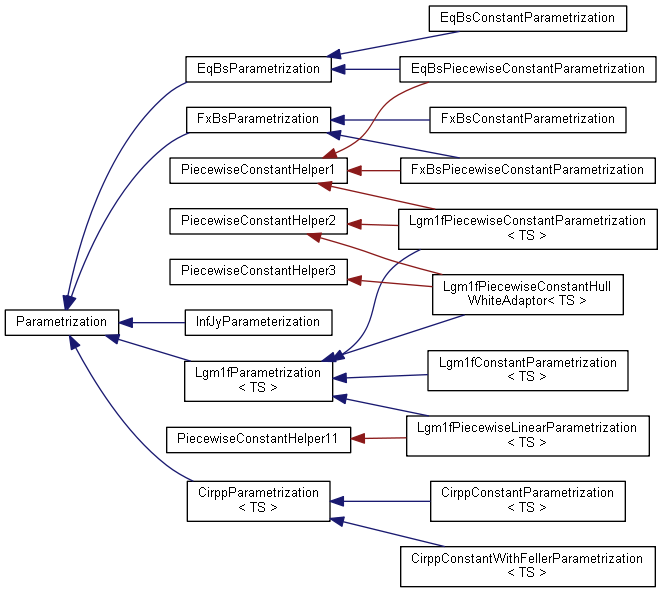 EqBsConstantParametrization
EqBsParametrization
EqBsPiecewiseConstantParametrization
FxBsParametrization
FxBsConstantParametrization
PiecewiseConstantHelper1
FxBsPiecewiseConstantParametrization
PiecewiseConstantHelper2
Lgm1fPiecewiseConstantParametrization
< TS >
PiecewiseConstantHelper3
Lgm1fPiecewiseConstantHull
WhiteAdaptor< TS >
Parametrization
InfJyParameterization
Lgm1fParametrization
< TS >
Lgm1fConstantParametrization
< TS >
PiecewiseConstantHelper11
Lgm1fPiecewiseLinearParametrization
< TS >
CirppParametrization
< TS >
CirppConstantParametrization
< TS >
CirppConstantWithFellerParametrization
< TS >